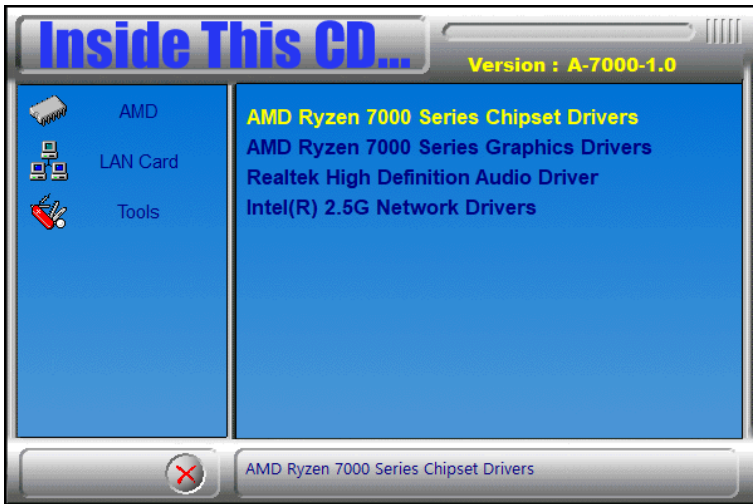 Inside This CD...
Version : A-7000-1.0
AMD
LAN Card
Tools
AMD Ryzen 7000 Series Chipset Drivers
AMD Ryzen 7000 Series Graphics Drivers
Realtek High Definition Audio Driver
Intel(R) 2.5G Network Drivers
AMD Ryzen 7000 Series Chipset Drivers